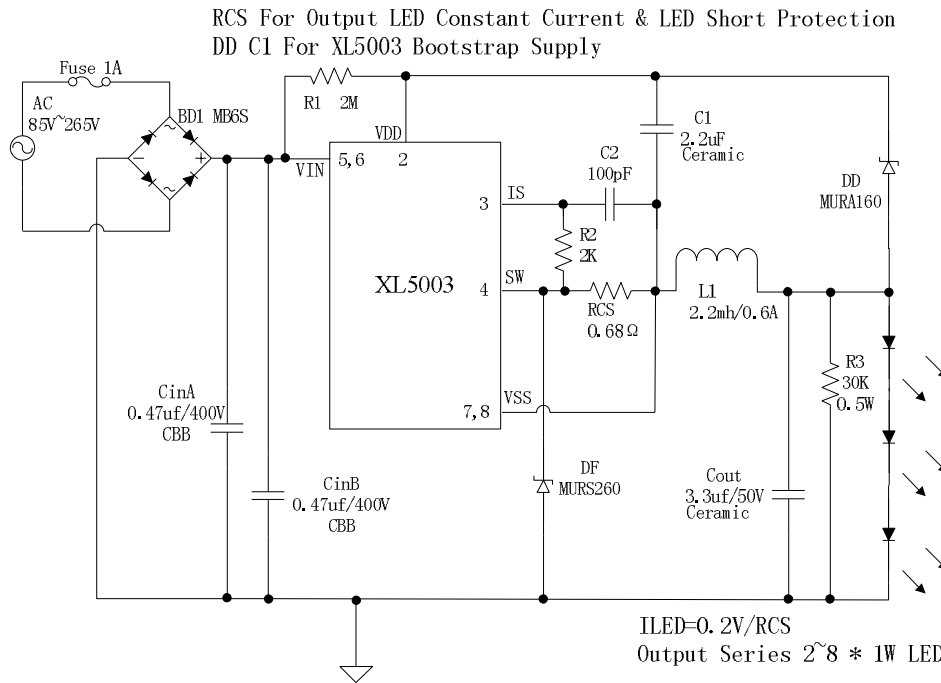 RCS For Output LED Constant Current & LED Short Protection
DD C1 For XL5003 Bootstrap Supply
Fuse 1A
AC
85V~265V
BD1 MB6S
~
-
+
~
R1 2M
VDD
2
VIN
5,6
C1
2.2uF
Ceramic
C2
100pF
IS
3
R2
2K
DD
MURA160
XL5003
SW
4
RCS
0.68Ω
L1
2.2mh/0.6A
VSS
7,8
R3
30K
0.5W
CinA
0.47uf/400V
CBB
CinB
0.47uf/400V
CBB
DF
MURS260
Cout
3.3uf/50V
Ceramic
ILED=0.2V/RCS
Output Series 2~8 * 1W LED